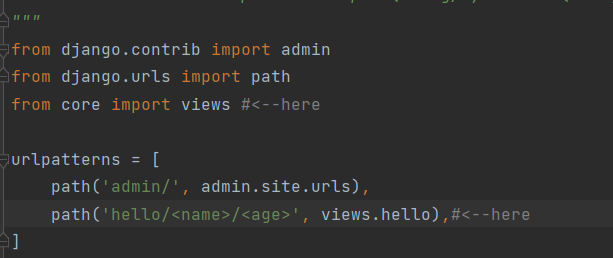 """
from django.contrib import admin
from django.urls import path
from core import views #<--here
urlpatterns = [
path('admin/', admin.site.urls),
path('hello/<name>/<age>', views.hello),#<--here
]